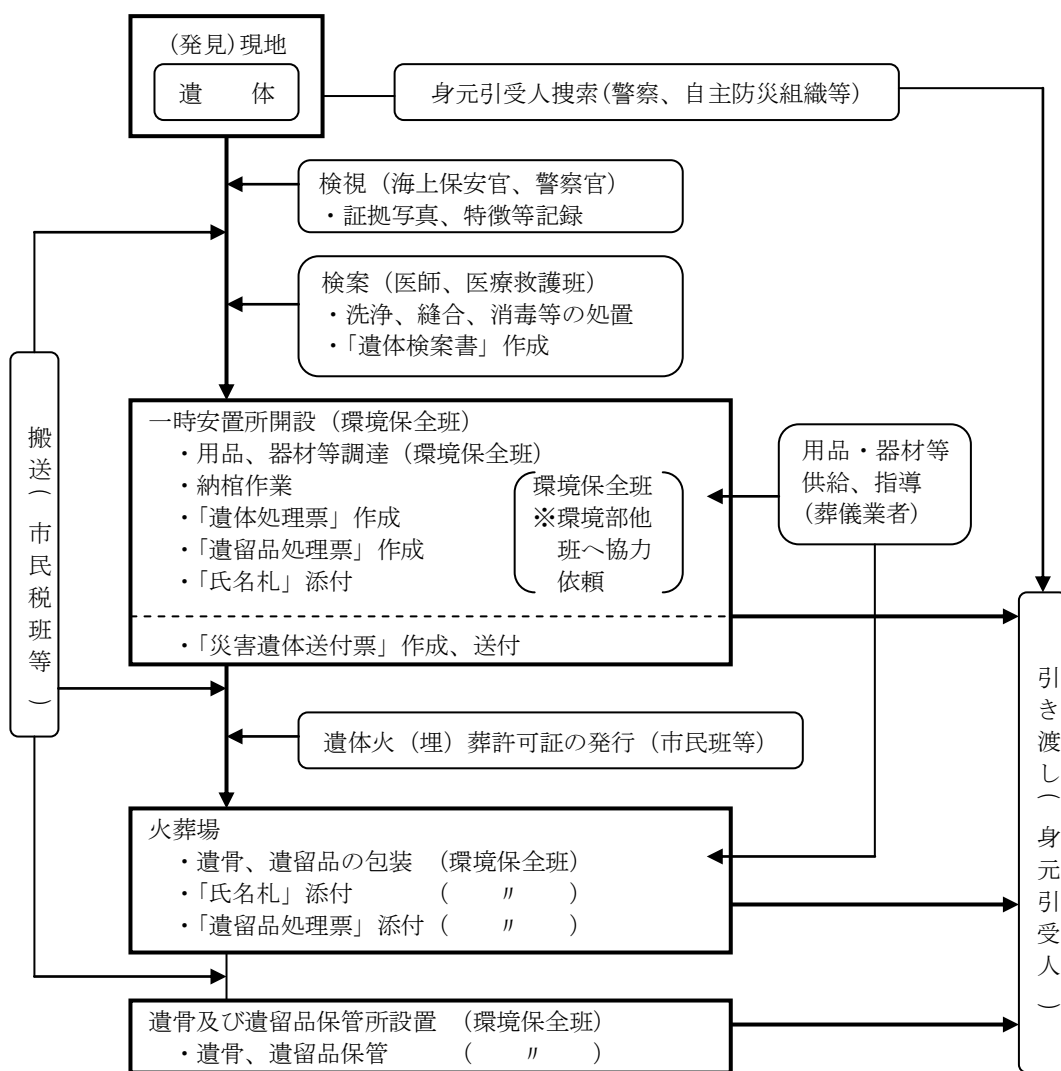 (発見)現地
遺　体
身元引受人捜索(警察、自主防災組織等)
検視（海上保安官、警察官）
・証拠写真、特徴等記録
検案（医師、医療救護班）
・洗浄、縫合、消毒等の処置
・「遺体検案書」作成
搬送（市民税班等）
一時安置所開設（環境保全班）
・用品、器材等調達（環境保全班）
・納棺作業
・「遺体処理票」作成
・「遺留品処理票」作成
・「氏名札」添付
環境保全班
※環境部他
班へ協力
依頼
・「災害遺体送付票」作成、送付
用品・器材等
供給、指導
(葬儀業者)
遺体火（埋）葬許可証の発行（市民班等）
火葬場
・遺骨、遺留品の包装　（環境保全班）
・「氏名札」添付　（　〃　）
・「遺留品処理票」添付（　〃　）
遺骨及び遺留品保管所設置　（環境保全班）
・遺骨、遺留品保管　（　〃　）
引き渡し（身元引受人）